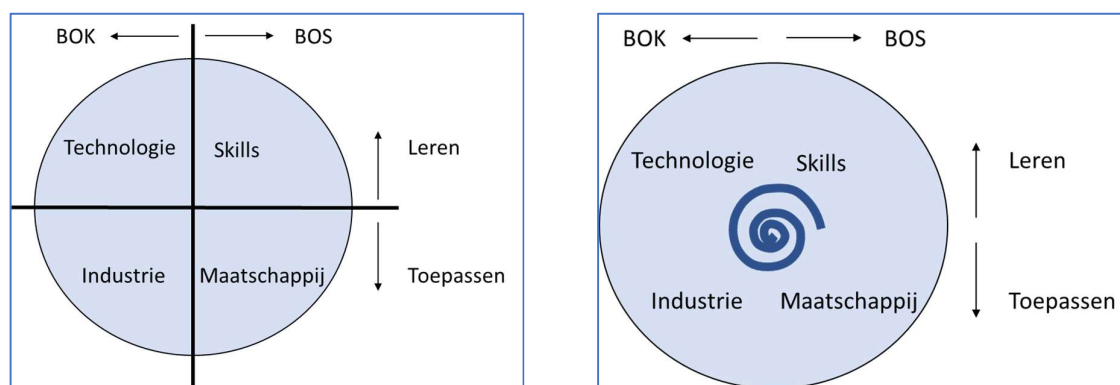 BOK BOS
Technologie Skills Leren
Industrie Maatschappij Toepassen
BOK BOS
Technologie Skills Leren
Industrie Maatschappij Toepassen